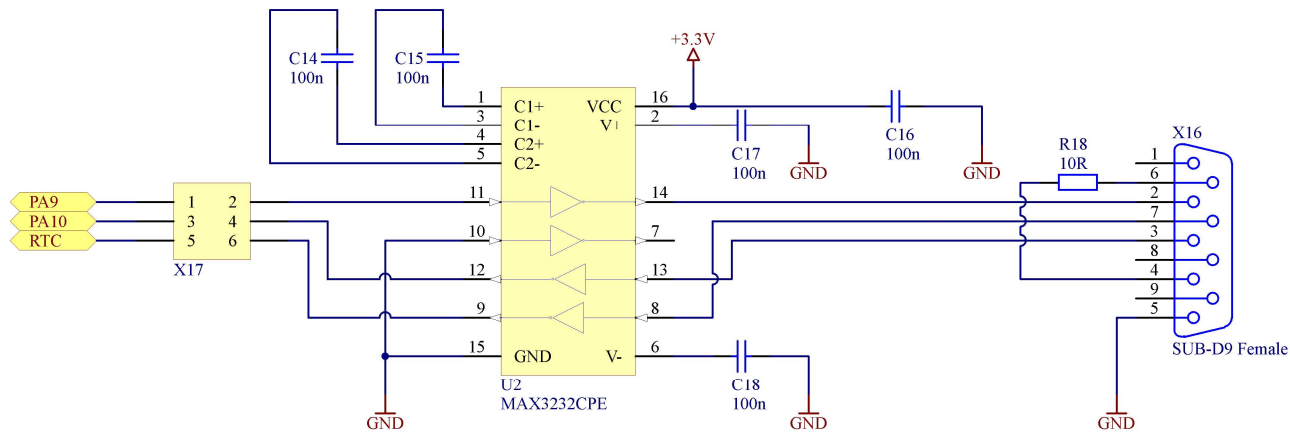 +3.3V
C14
100n
C15
100n
1 C1+ VCC 16
3 C1- V+ 2
4 C2+
5 C2-
C17
100n
GND
C16
100n
GND
X16
R18
10R
1
6
2
7
3
8
4
9
5
SUB-D9 Female
PA9 1 2 11 14
PA10 3 4 10 7
RTC 5 6 12 13
X17
9 8
15 GND V- 6
U2
MAX3232CPE
C18
100n
GND
GND
GND